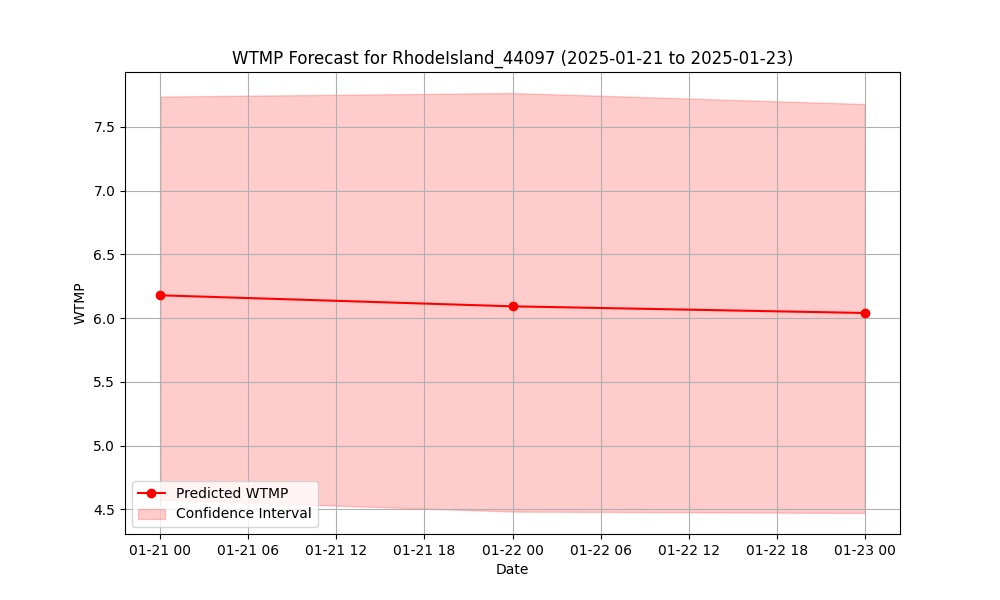 WTMP Forecast for RhodeIsland_44097 (2025-01-21 to 2025-01-23)
WTMP
7.5
7.0
6.5
6.0
5.5
5.0
4.5
Predicted WTMP
Confidence Interval
01-21 00 01-21 06 01-21 12 01-21 18 01-22 00 01-22 06 01-22 12 01-22 18 01-23 00
Date